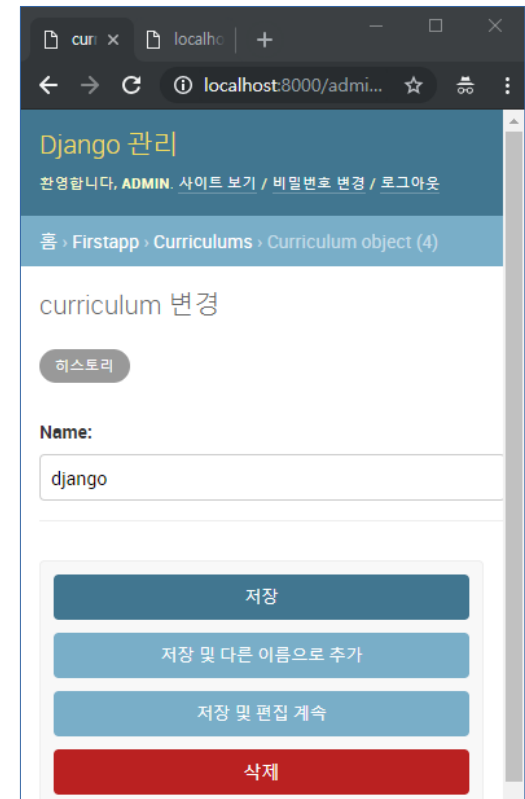 curr
localho
localhost:8000/admi...
Django 관리
환영합니다, ADMIN. 사이트 보기 / 비밀번호 변경 / 로그아웃
홈 › Firstapp › Curriculums › Curriculum object (4)
curriculum 변경
히스토리
Name:
django
저장
저장 및 다른 이름으로 추가
저장 및 편집 계속
삭제